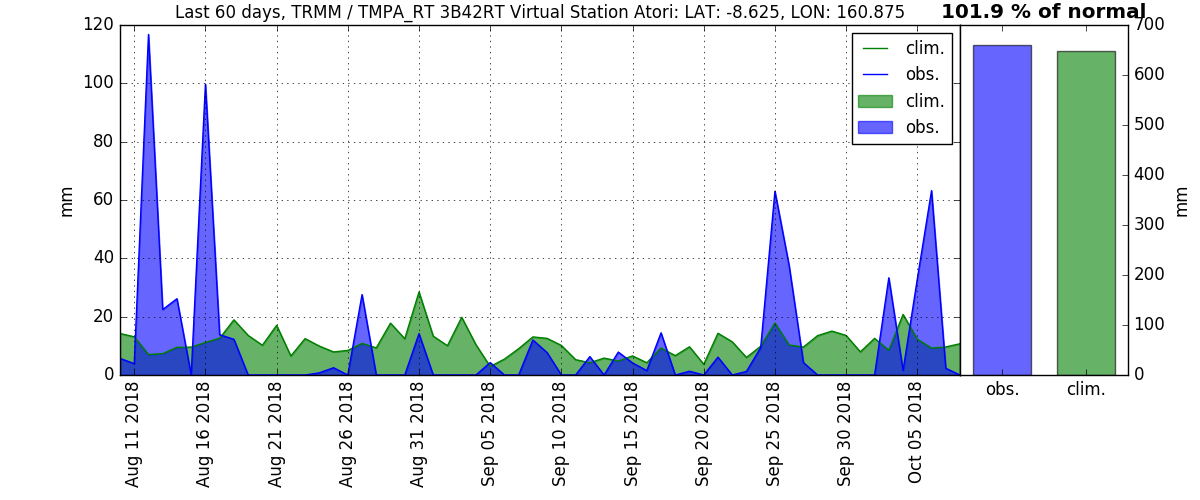 Last 60 days, TRMM / TMPA_RT 3B42RT Virtual Station Atori: LAT: -8.625, LON: 160.875
101.9 % of normal
120
100
80
60
40
20
0
mm
clim.
obs.
clim.
obs.
700
600
500
400
300
200
100
0
mm
obs.
clim.
Aug 11 2018
Aug 16 2018
Aug 21 2018
Aug 26 2018
Aug 31 2018
Sep 05 2018
Sep 10 2018
Sep 15 2018
Sep 20 2018
Sep 25 2018
Sep 30 2018
Oct 05 2018